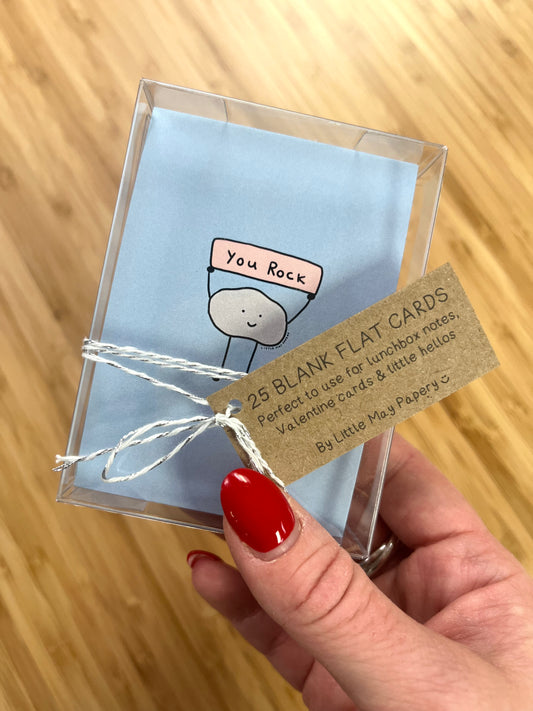 You Rock
25 BLANK FLAT CARDS
Perfect to use for lunchbox notes,
Valentine cards & little hellos
By Little May Papery